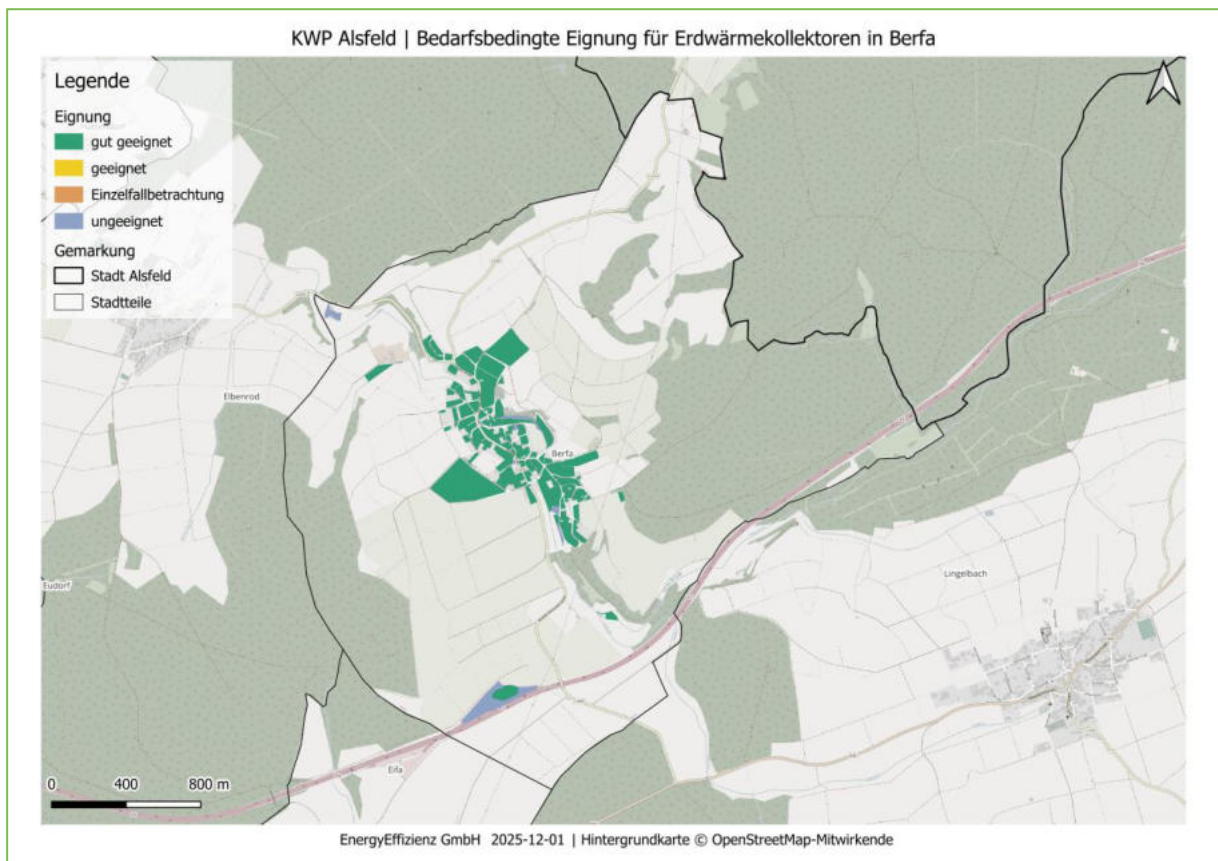 KWP Alsfeld | Bedarfsbedingte Eignung für Erdwärmekollektoren in Berfa
Legende
Eignung
gut geeignet
geeignet
Einzelfallbetrachtung
ungeeignet
Gemarkung
Stadt Alsfeld
Stadtteile
Elbenrod
Berfa
Eudorf
Lingelbach
Eifa
0 400 800 m
EnergyEffizienz GmbH 2025-12-01 | Hintergrundkarte © OpenStreetMap-Mitwirkende